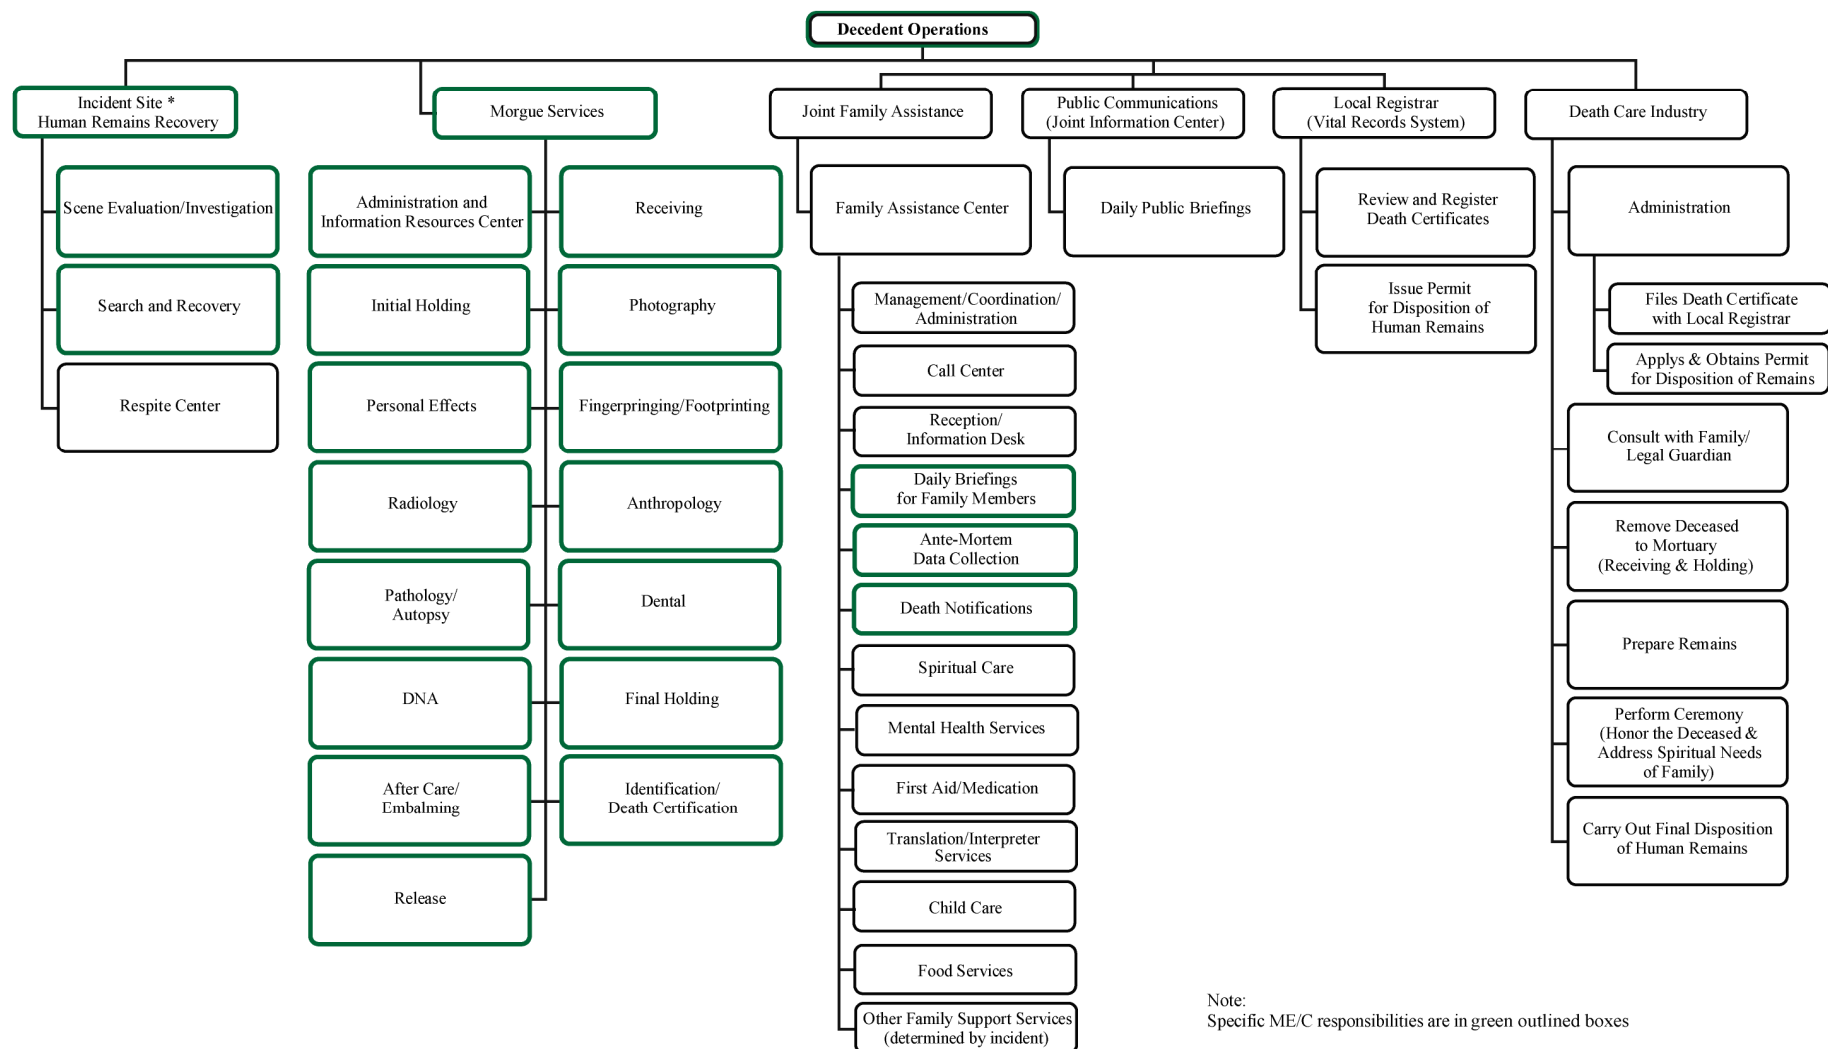 Decedent Operations
Incident Site *
Human Remains Recovery
Scene Evaluation/Investigation
Search and Recovery
Respite Center
Morgue Services
Administration and
Information Resources Center
Receiving
Initial Holding
Photography
Personal Effects
Fingerpringing/Footprinting
Radiology
Anthropology
Pathology/
Autopsy
Dental
DNA
Final Holding
After Care/
Embalming
Identification/
Death Certification
Release
Joint Family Assistance
Family Assistance Center
Management/Coordination/
Administration
Call Center
Reception/
Information Desk
Daily Briefings
for Family Members
Ante-Mortem
Data Collection
Death Notifications
Spiritual Care
Mental Health Services
First Aid/Medication
Translation/Interpreter
Services
Child Care
Food Services
Other Family Support Services
(determined by incident)
Public Communications
(Joint Information Center)
Daily Public Briefings
Local Registrar
(Vital Records System)
Review and Register
Death Certificates
Issue Permit
for Disposition of
Human Remains
Death Care Industry
Administration
Files Death Certificate
with Local Registrar
Applys & Obtains Permit
for Disposition of Remains
Consult with Family/
Legal Guardian
Remove Deceased
to Mortuary
(Receiving & Holding)
Prepare Remains
Perform Ceremony
(Honor the Deceased &
Address Spiritual Needs
of Family)
Carry Out Final Disposition
of Human Remains
Note:
Specific ME/C responsibilities are in green outlined boxes